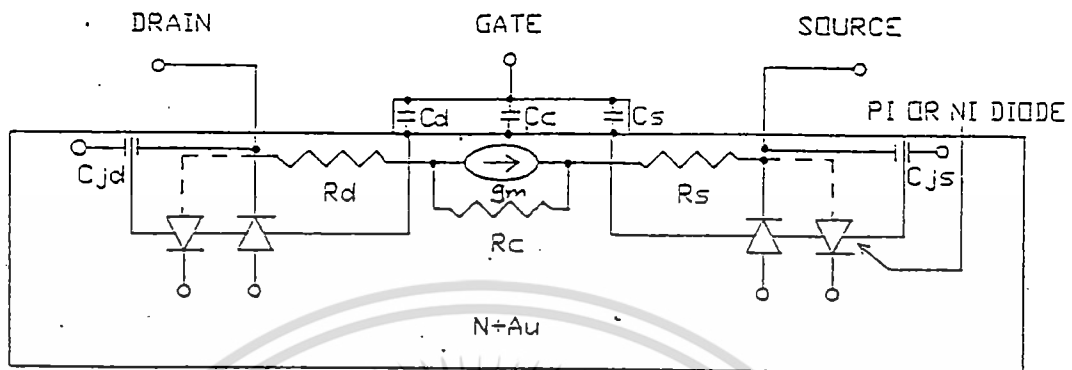 DRAIN GATE SOURCE
Cd Cc Cs
PI OR NI DIODE
Cjd Rd gm Rs Cjs
Rc
N+Au